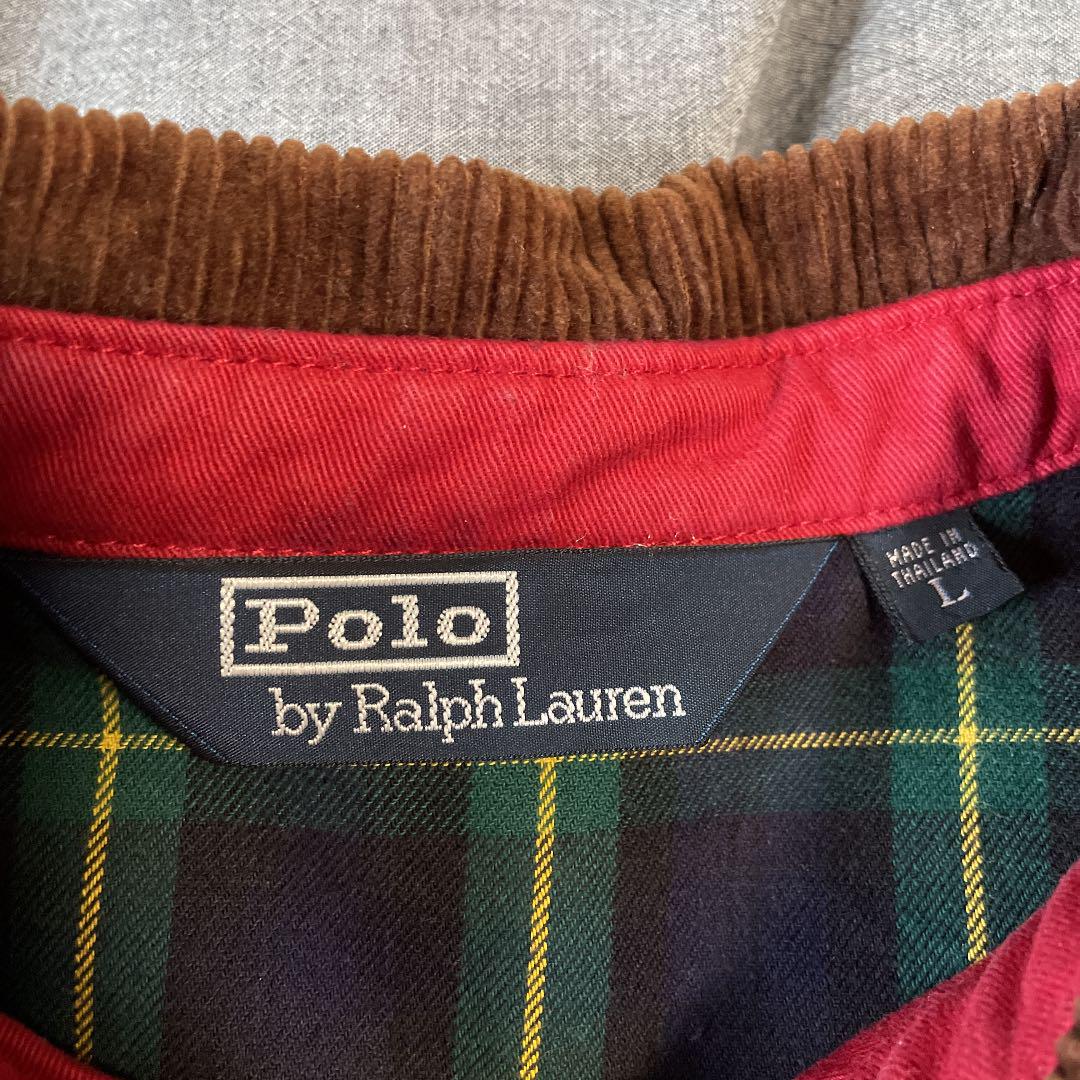 Polo
by Ralph Lauren
MADE IN
THAILAND
L